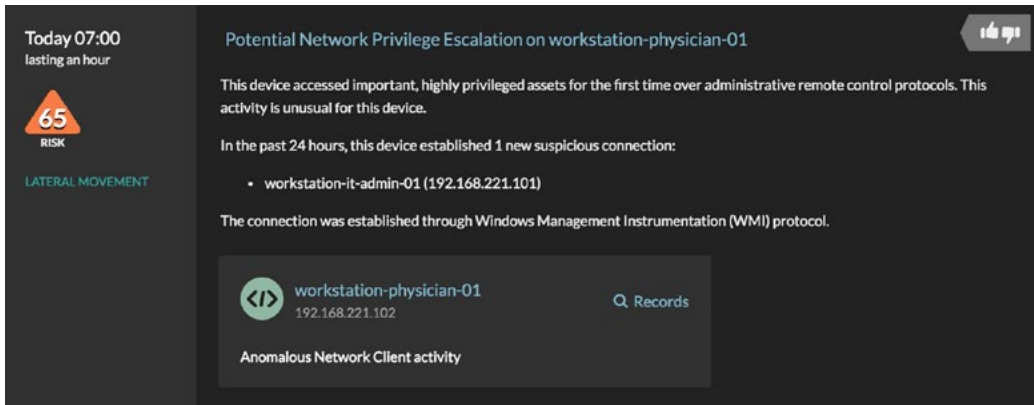 Today 07:00
lasting an hour
65
RISK
LATERAL MOVEMENT
Potential Network Privilege Escalation on workstation-physician-01
This device accessed important, highly privileged assets for the first time over administrative remote control protocols. This
activity is unusual for this device.
In the past 24 hours, this device established 1 new suspicious connection:
• workstation-it-admin-01 (192.168.221.101)
The connection was established through Windows Management Instrumentation (WMI) protocol.
</>
workstation-physician-01
192.168.221.102
Records
Anomalous Network Client activity